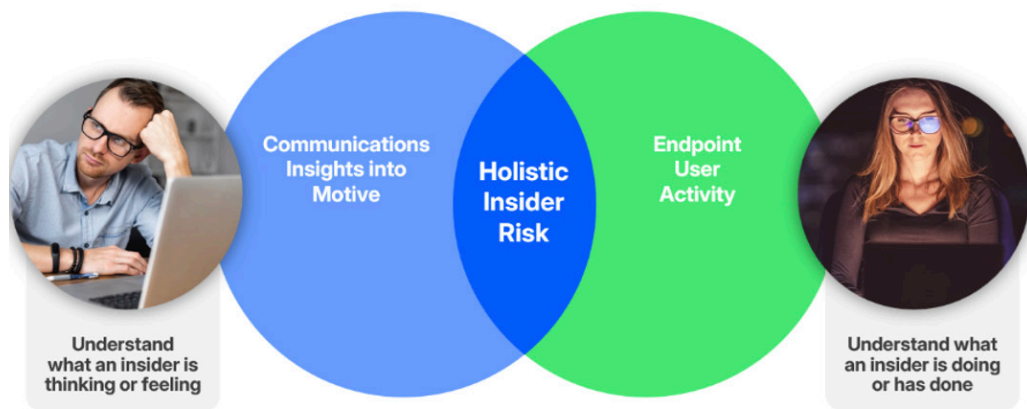 Communications
Insights into
Motive
Holistic
Insider
Risk
Endpoint
User
Activity
Understand
what an insider is
thinking or feeling
Understand what
an insider is doing
or has done